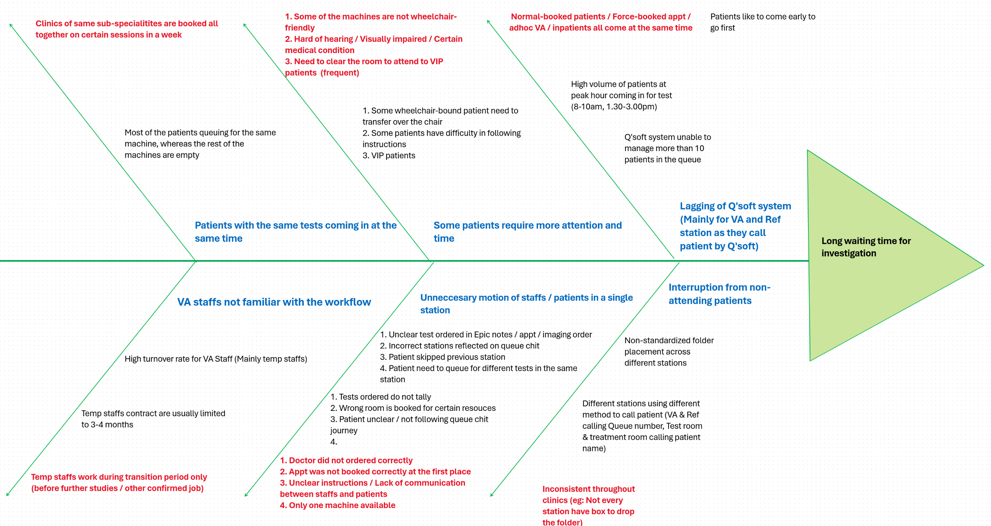 Clinics of same sub-specialitites are booked all
together on certain sessions in a week
Most of the patients queuing for the same
machine, whereas the rest of the
machines are empty
Patients with the same tests coming in at the
same time
1. Some of the machines are not wheelchair-
friendly
2. Hard of hearing / Visually impaired / Certain
medical condition
3. Need to clear the room to attend to VIP
patients (frequent)
1. Some wheelchair-bound patient need to
transfer over the chair
2. Some patients have difficulty in following
instructions
3. VIP patients
Some patients require more attention and
time
Normal-booked patients / Force-booked appt /
adhoc VA / inpatients all come at the same time
Patients like to come early to
go first
High volume of patients at
peak hour coming in for test
(8-10am, 1.30-3.00pm)
Q'soft system unable to
manage more than 10
patients in the queue
Lagging of Q'soft system
(Mainly for VA and Ref
station as they call
patient by Q'soft)
Long waiting time for
investigation
VA staffs not familiar with the workflow
High turnover rate for VA Staff (Mainly temp staffs)
Temp staffs contract are usually limited
to 3-4 months
Temp staffs work during transition period only
(before further studies / other confirmed job)
Unneccesary motion of staffs / patients in a single
station
1. Unclear test ordered in Epic notes / appt / imaging order
2. Incorrect stations reflected on queue chit
3. Patient skipped previous station
4. Patient need to queue for different tests in the same
station
1. Tests ordered do not tally
2. Wrong room is booked for certain resouces
3. Patient unclear / not following queue chit
journey
4.
1. Doctor did not ordered correctly
2. Appt was not booked correctly at the first place
3. Unclear instructions / Lack of communication
between staffs and patients
4. Only one machine available
Interruption from non-
attending patients
Non-standardized folder
placement across
different stations
Different stations using different
method to call patient (VA & Ref
calling Queue number, Test room
& treatment room calling patient
name)
Inconsistent throughout
clinics (eg: Not every
station have box to drop
the folder)